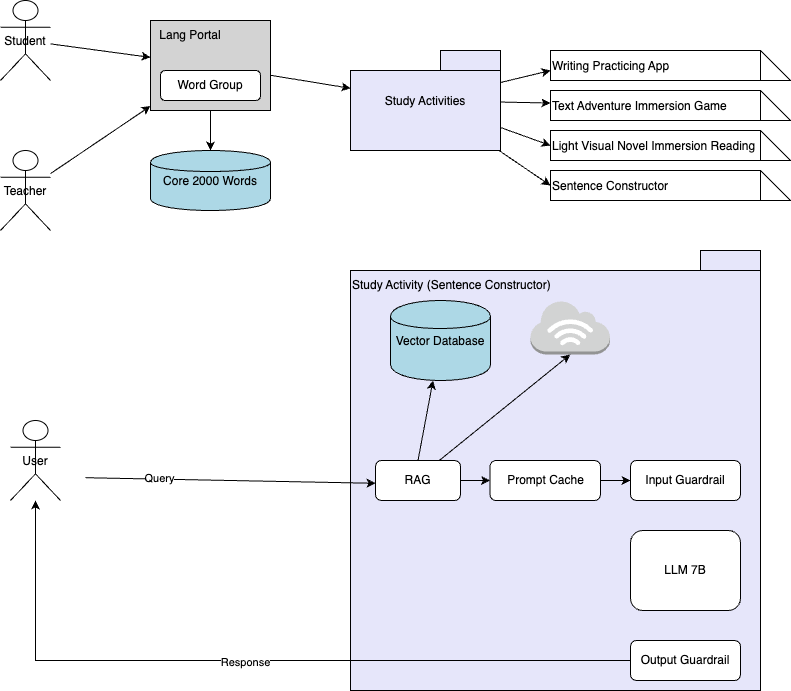 Student
Lang Portal
Word Group
Study Activities
Writing Practicing App
Text Adventure Immersion Game
Light Visual Novel Immersion Reading
Sentence Constructor
Teacher
Core 2000 Words
Study Activity (Sentence Constructor)
Vector Database
User
Query
RAG
Prompt Cache
Input Guardrail
LLM 7B
Response
Output Guardrail